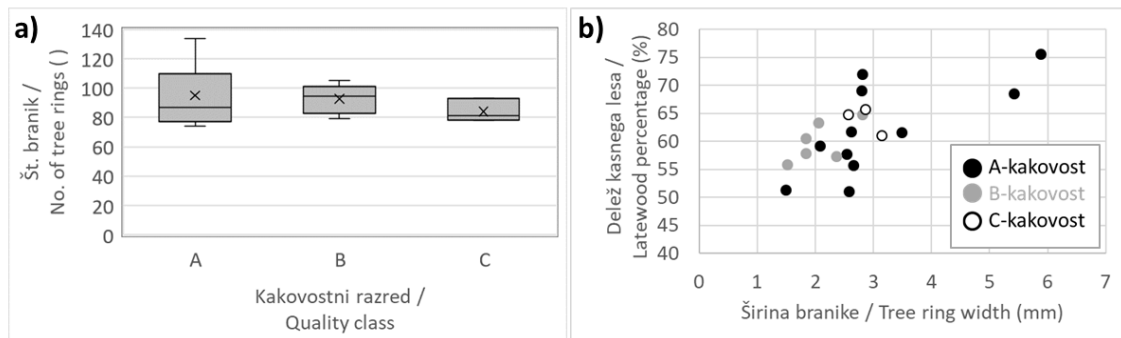 a)
Št. branik /
No. of tree rings ( )
140
120
100
80
60
40
20
0
A B C
Kakovostni razred /
Quality class
b)
Delež kasnega lesa /
Latewood percentage (%)
80
75
70
65
60
55
50
45
40
A-kakovost
B-kakovost
C-kakovost
0 1 2 3 4 5 6 7
Širina branike / Tree ring width (mm)